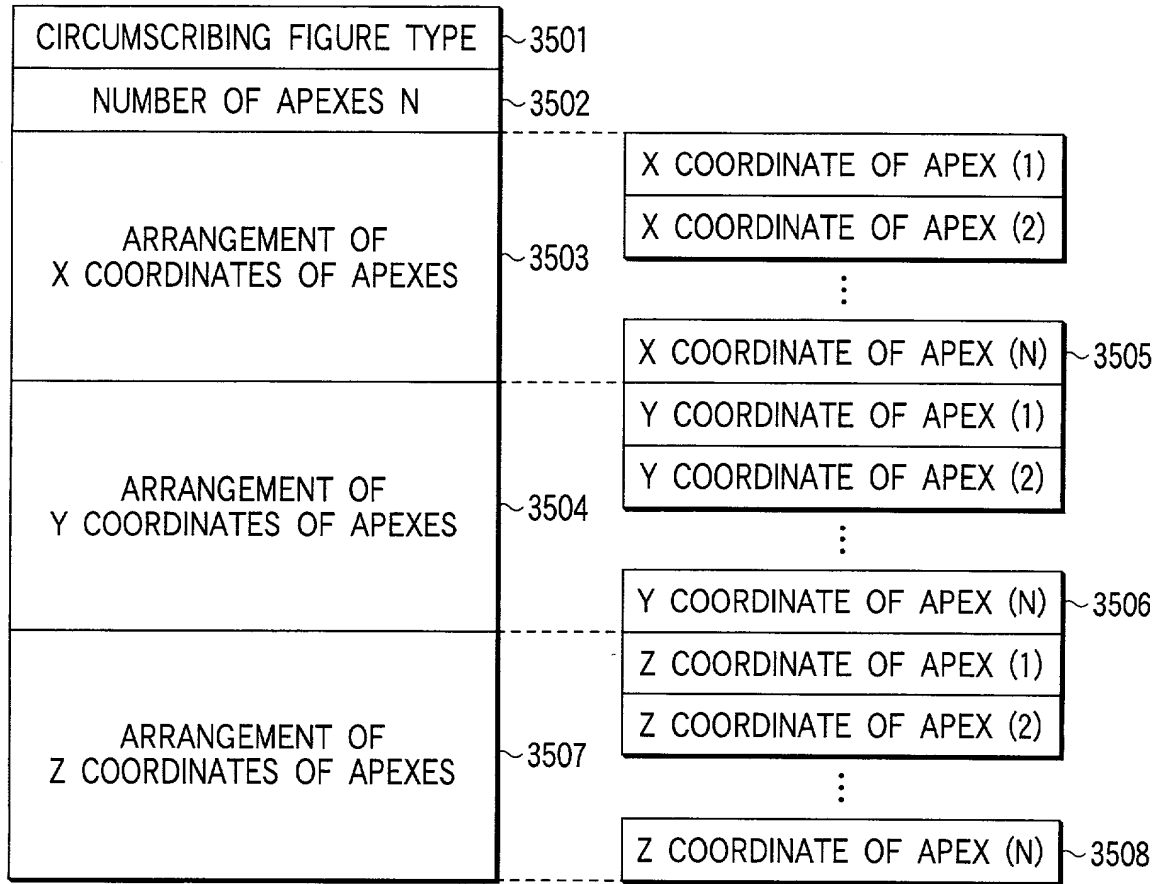 CIRCUMSCRIBING FIGURE TYPE
3501
NUMBER OF APEXES N
3502
ARRANGEMENT OF
X COORDINATES OF APEXES
3503
ARRANGEMENT OF
Y COORDINATES OF APEXES
3504
ARRANGEMENT OF
Z COORDINATES OF APEXES
3507
X COORDINATE OF APEX (1)
X COORDINATE OF APEX (2)
X COORDINATE OF APEX (N)
3505
Y COORDINATE OF APEX (1)
Y COORDINATE OF APEX (2)
Y COORDINATE OF APEX (N)
3506
Z COORDINATE OF APEX (1)
Z COORDINATE OF APEX (2)
Z COORDINATE OF APEX (N)
3508